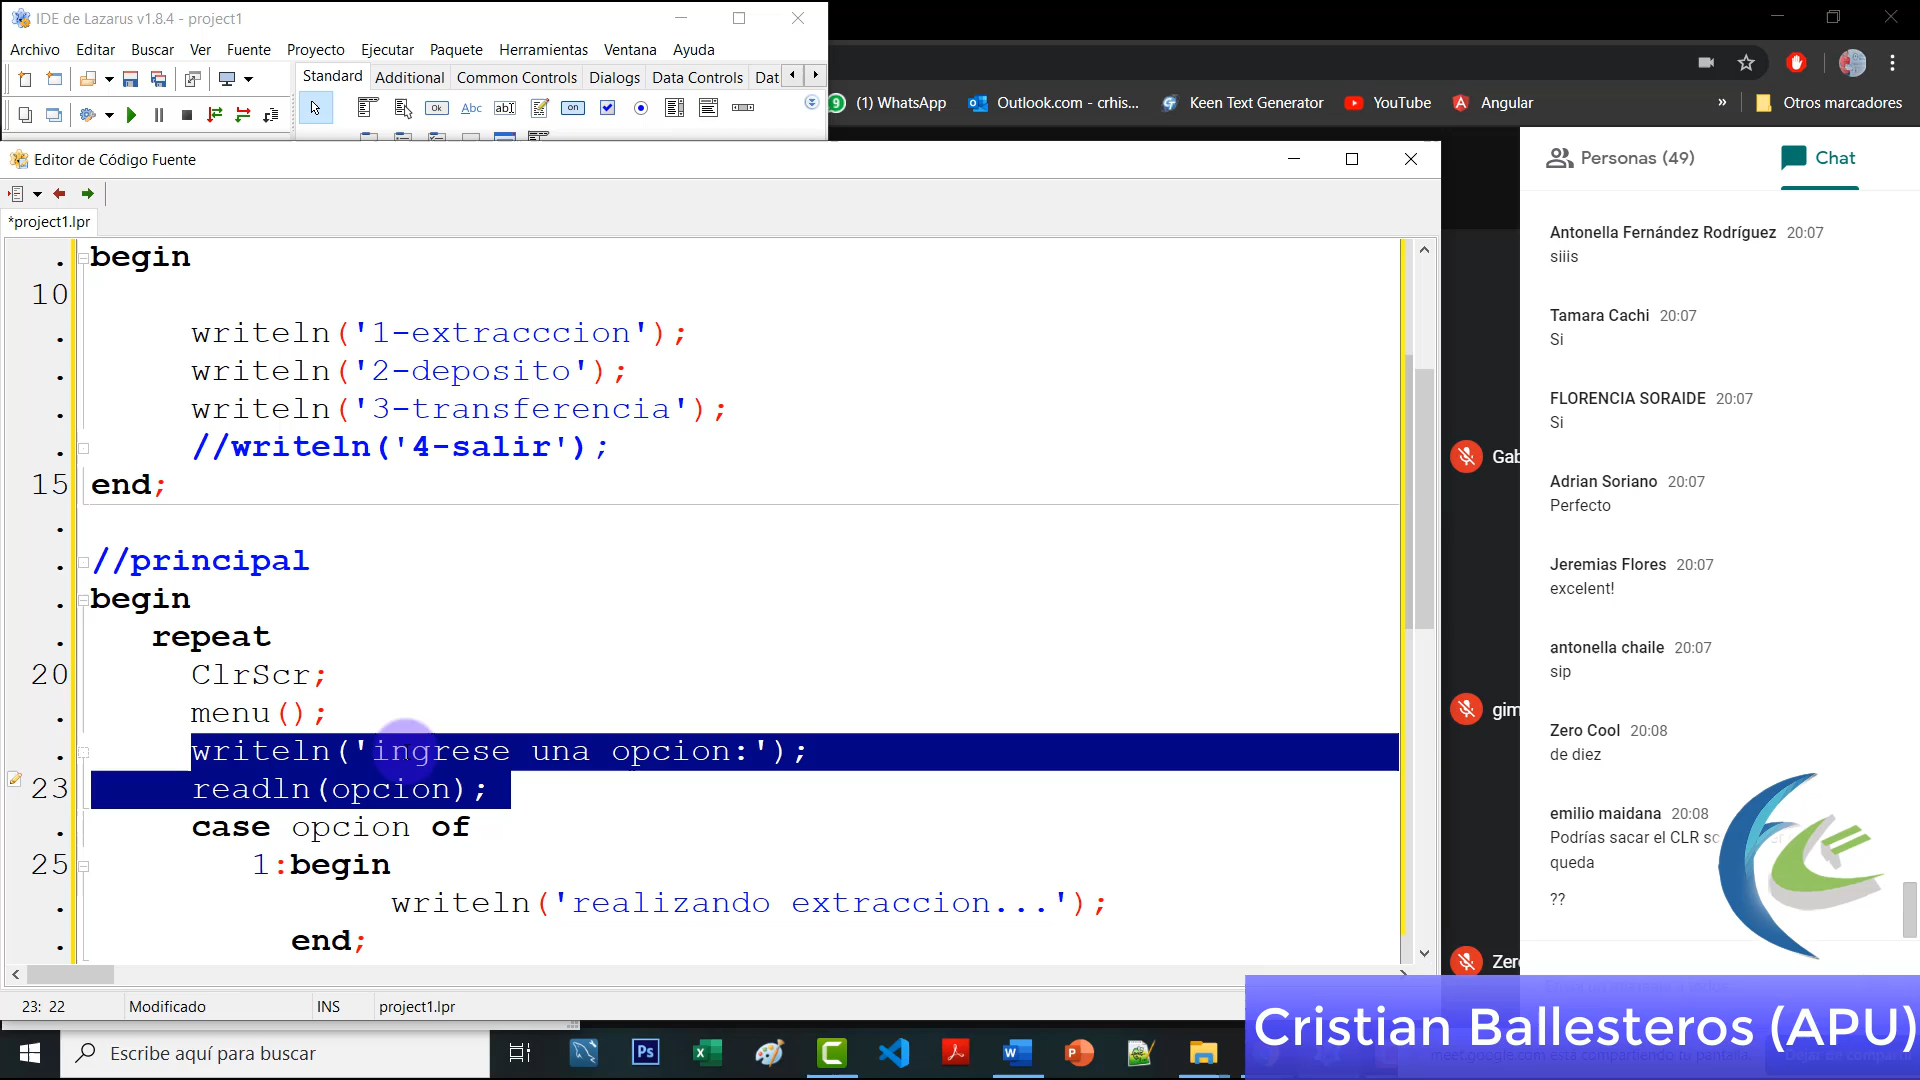 IDE de Lazarus v1.8.4 - project1
Archivo Editar Buscar Ver Fuente Proyecto Ejecutar Paquete Herramientas Ventana Ayuda
Standard Additional Common Controls Dialogs Data Controls Dat
Ok Abc ab on
(1) WhatsApp Outlook.com - crhis... Keen Text Generator YouTube Angular » Otros marcadores
Editor de Código Fuente
*project1.lpr
begin
10
writeln('1-extracccion');
writeln('2-deposito');
writeln('3-transferencia');
//writeln('4-salir');
15 end;
//principal
begin
repeat
20 ClrScr;
menu();
writeln('ingrese una opcion:');
23 readln(opcion);
case opcion of
25 1:begin
writeln('realizando extraccion...');
end;
23: 22 Modificado INS project1.lpr
Gab
gim
Zero
Personas (49) Chat
Antonella Fernández Rodríguez 20:07
siiis
Tamara Cachi 20:07
Si
FLORENCIA SORAIDE 20:07
Si
Adrian Soriano 20:07
Perfecto
Jeremias Flores 20:07
excelent!
antonella chaile 20:07
sip
Zero Cool 20:08
de diez
emilio maidana 20:08
Podrías sacar el CLR sc
queda
??
Cristian Ballesteros (APU)
Escribe aquí para buscar
Ps